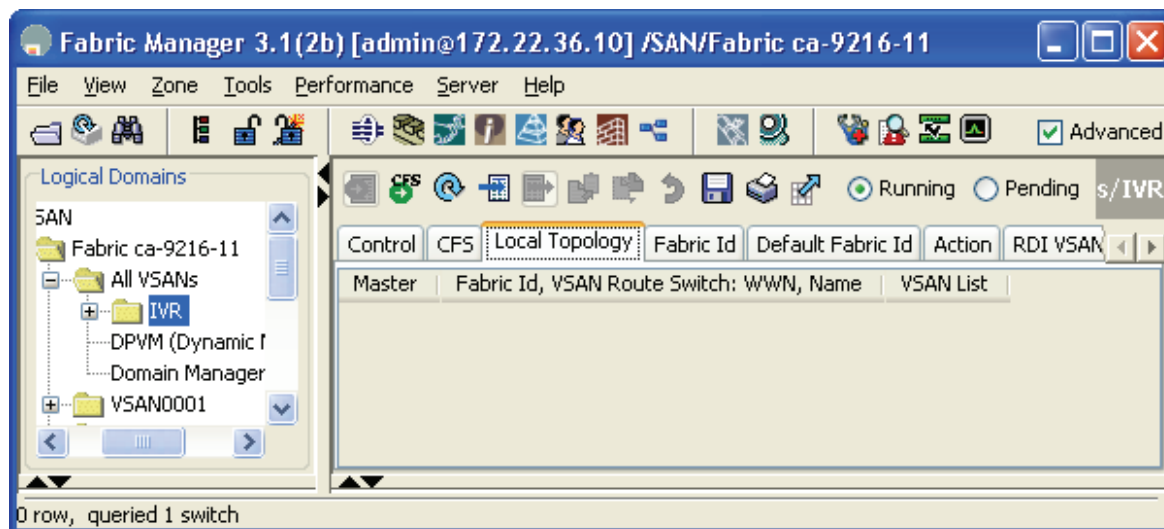 Fabric Manager 3.1(2b) [admin@172.22.36.10] /SAN/Fabric ca-9216-11
File View Zone Tools Performance Server Help
CFS
Advanced
Logical Domains
SAN
Fabric ca-9216-11
All VSANs
IVR
DPVM (Dynamic
Domain Manager
VSAN0001
Running Pending s/IVR
Control CFS Local Topology Fabric Id Default Fabric Id Action RDI VSAN
Master Fabric Id, VSAN Route Switch: WWN, Name VSAN List
0 row, queried 1 switch